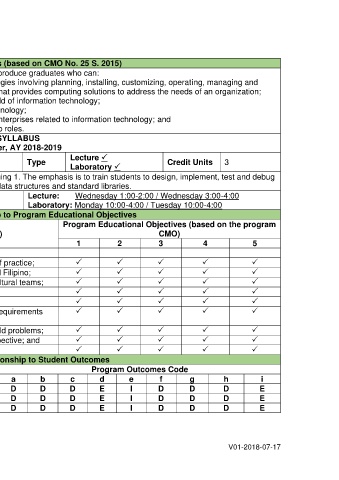 s (based on CMO No. 25 S. 2015)
produce graduates who can:
gies involving planning, installing, customizing, operating, managing and
hat provides computing solutions to address the needs of an organization;
ld of information technology;
nology;
nterprises related to information technology; and
p roles.
SYLLABUS
er, AY 2018-2019
Type Lecture ✓ Laboratory ✓ Credit Units 3
ing 1. The emphasis is to train students to design, implement, test and debug
data structures and standard libraries.
Lecture: Wednesday 1:00-2:00 / Wednesday 3:00-4:00
Laboratory: Monday 10:00-4:00 / Tuesday 10:00-4:00
p to Program Educational Objectives
Program Educational Objectives (based on the program
) CMO)
1 2 3 4 5
f practice; ✓ ✓ ✓ ✓ ✓
d Filipino; ✓ ✓ ✓ ✓ ✓
ltural teams; ✓ ✓ ✓ ✓ ✓
✓ ✓ ✓ ✓ ✓
✓ ✓ ✓ ✓ ✓
equirements ✓ ✓ ✓ ✓ ✓
ld problems; ✓ ✓ ✓ ✓ ✓
pective; and ✓ ✓ ✓ ✓ ✓
✓ ✓ ✓ ✓ ✓
ionship to Student Outcomes
Program Outcomes Code
a b c d e f g h i
D D D E I D D D E
D D D E I D D D E
D D D E I D D D E
V01-2018-07-17